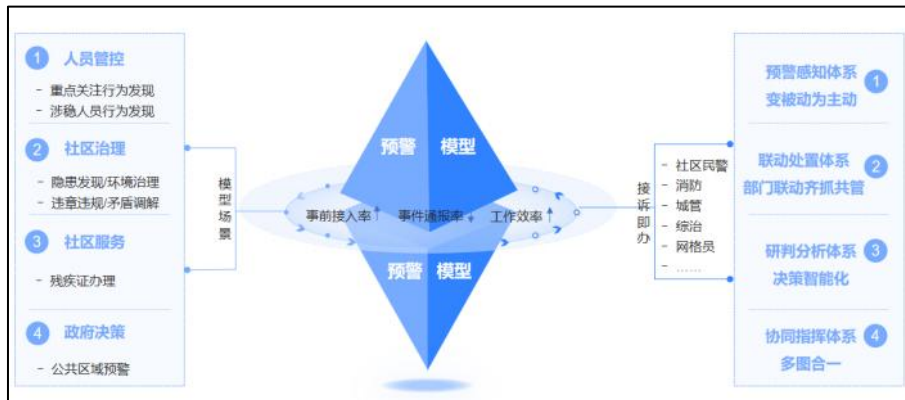 1 人员管控
- 重点关注行为发现
- 涉稳人员行为发现
2 社区治理
- 隐患发现/环境治理
- 违章违规/矛盾调解
3 社区服务
- 残疾证办理
4 政府决策
- 公共区域预警
模型场景
预警 模型
事前接入率 事件通报率 工作效率
预警 模型
接诉即办
- 社区民警
- 消防
- 城管
- 综治
- 网格员
- ......
预警感知体系 1
变被动为主动
联动处置体系 2
部门联动齐抓共管
研判分析体系 3
决策智能化
协同指挥体系 4
多图合一